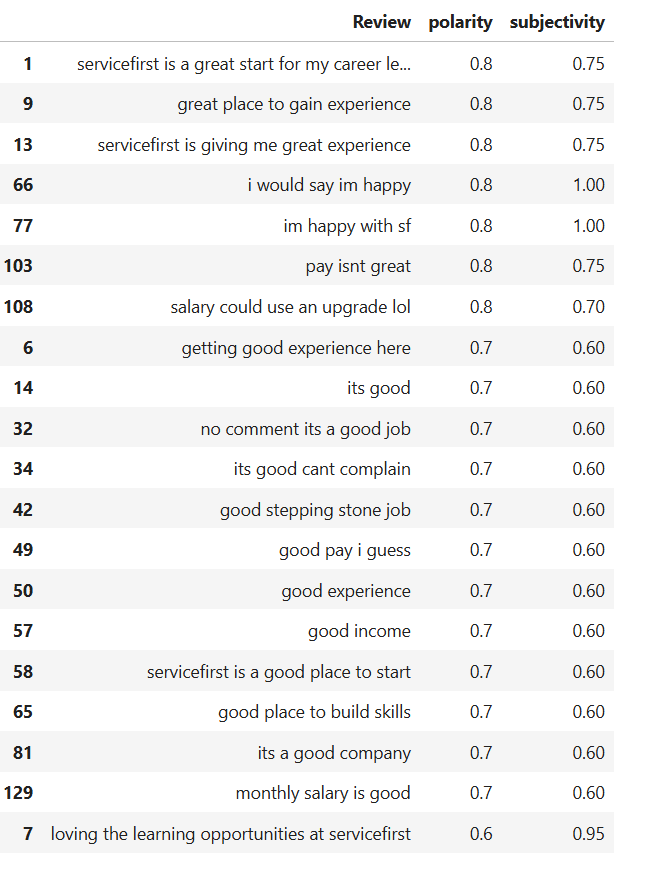 Review polarity subjectivity
1 servicefirst is a great start for my career le... 0.8 0.75
9 great place to gain experience 0.8 0.75
13 servicefirst is giving me great experience 0.8 0.75
66 i would say im happy 0.8 1.00
77 im happy with sf 0.8 1.00
103 pay isnt great 0.8 0.75
108 salary could use an upgrade lol 0.8 0.70
6 getting good experience here 0.7 0.60
14 its good 0.7 0.60
32 no comment its a good job 0.7 0.60
34 its good cant complain 0.7 0.60
42 good stepping stone job 0.7 0.60
49 good pay i guess 0.7 0.60
50 good experience 0.7 0.60
57 good income 0.7 0.60
58 servicefirst is a good place to start 0.7 0.60
65 good place to build skills 0.7 0.60
81 its a good company 0.7 0.60
129 monthly salary is good 0.7 0.60
7 loving the learning opportunities at servicefirst 0.6 0.95